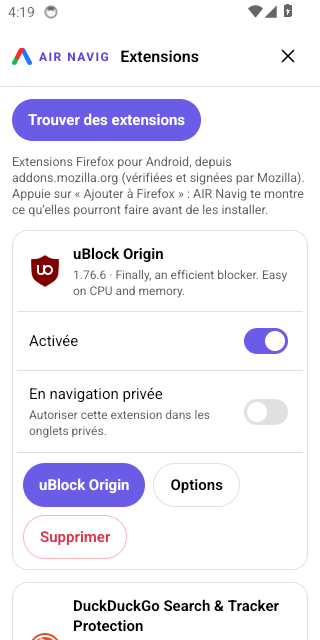 4:19
AIR NAVIG Extensions
Trouver des extensions
Extensions Firefox pour Android, depuis
addons.mozilla.org (vérifiées et signées par Mozilla).
Appuie sur « Ajouter à Firefox » : AIR Navig te montre
ce qu’elles pourront faire avant de les installer.
uBlock Origin
1.76.6 · Finally, an efficient blocker. Easy
on CPU and memory.
Activée
En navigation privée
Autoriser cette extension dans les
onglets privés.
uBlock Origin
Options
Supprimer
DuckDuckGo Search & Tracker
Protection